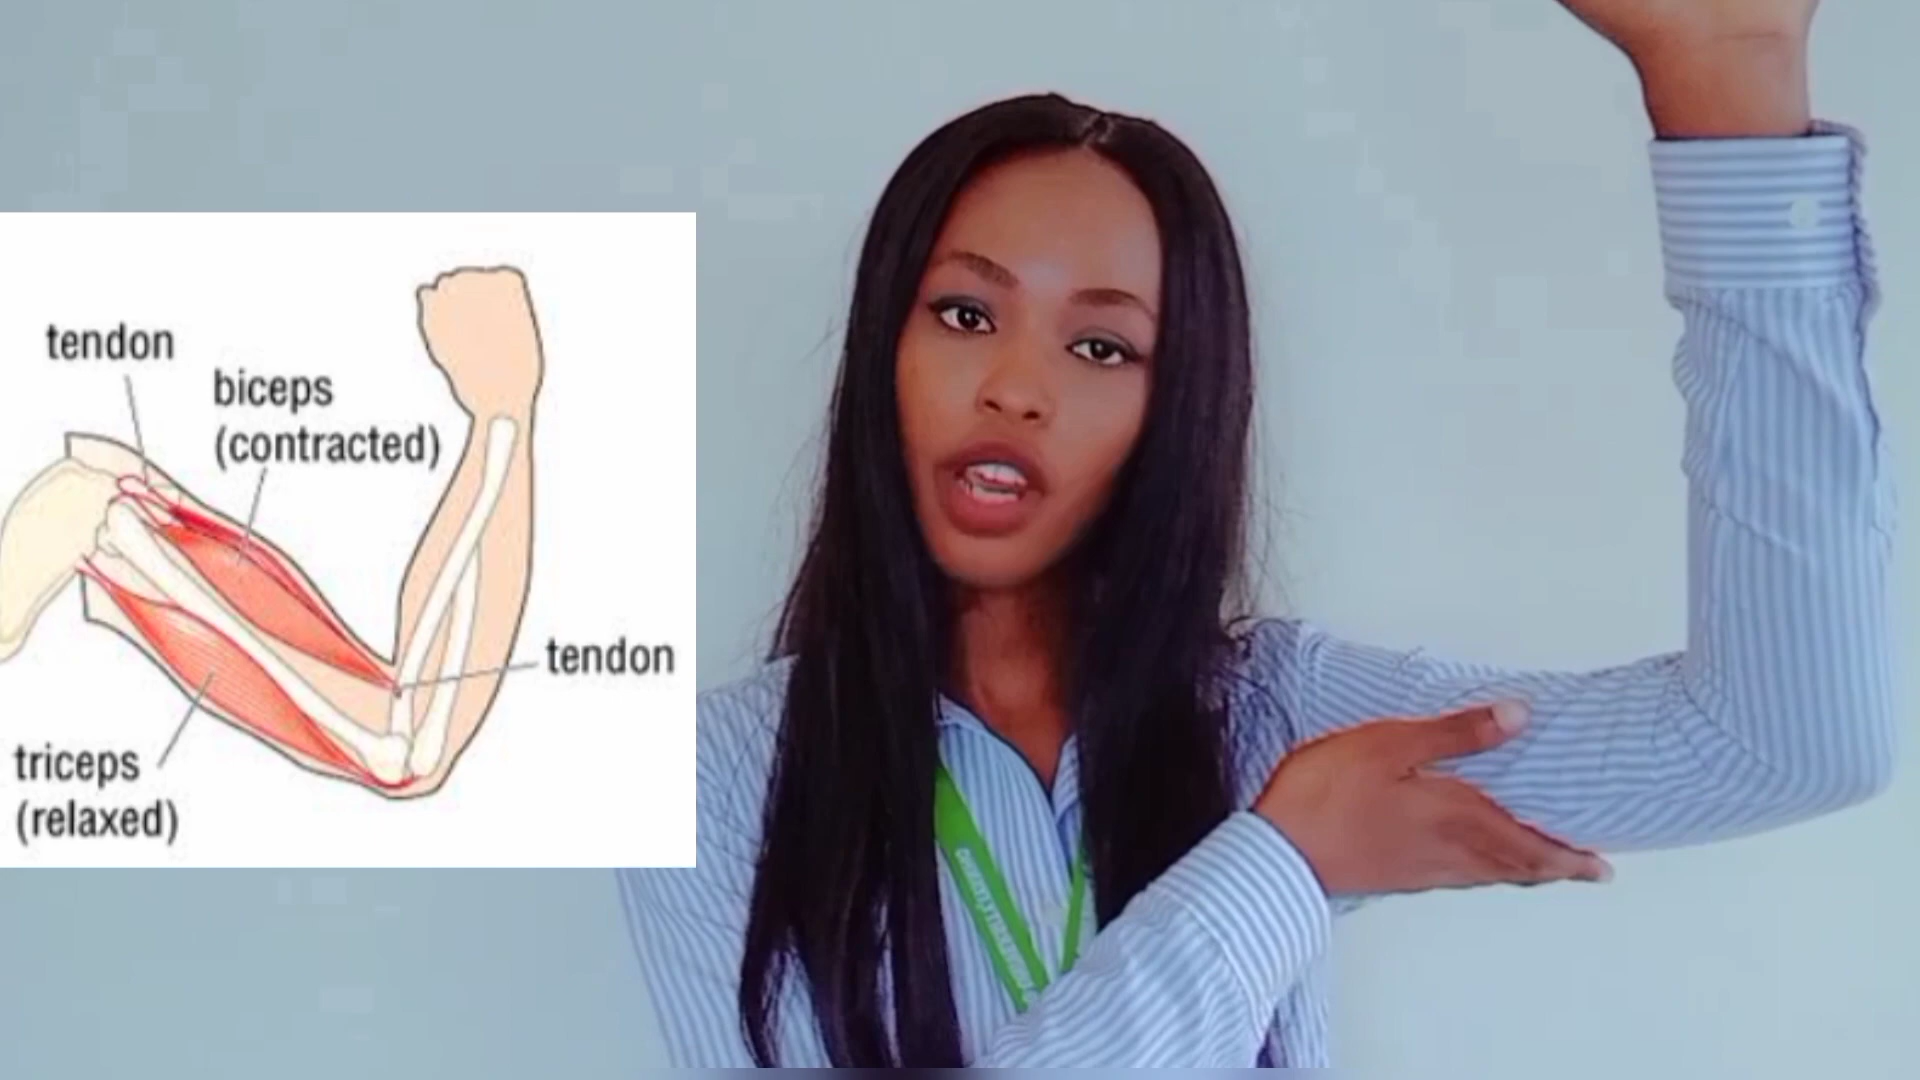 tendon
biceps
(contracted)
tendon
triceps
(relaxed)